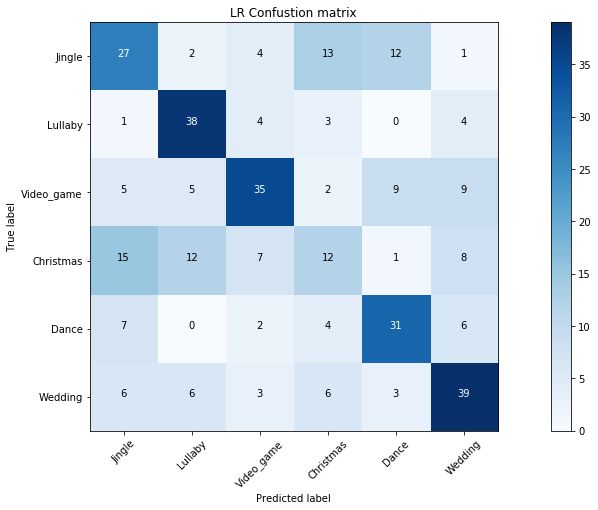 LR Confustion matrix
Jingle 27 2 4 13 12 1
Lullaby 1 38 4 3 0 4
Video_game 5 5 35 2 9 9
Christmas 15 12 7 12 1 8
Dance 7 0 2 4 31 6
Wedding 6 6 3 6 3 39
Jingle Lullaby Video_game Christmas Dance Wedding
True label
Predicted label
35
30
25
20
15
10
5
0